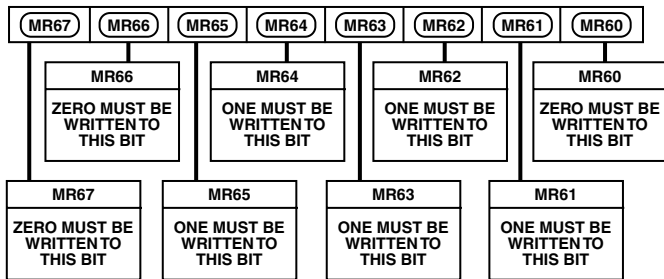 MR67 MR66 MR65 MR64 MR63 MR62 MR61 MR60
MR66
ZERO MUST BE
WRITTEN TO
THIS BIT
MR64
ONE MUST BE
WRITTEN TO
THIS BIT
MR62
ONE MUST BE
WRITTEN TO
THIS BIT
MR60
ZERO MUST BE
WRITTEN TO
THIS BIT
MR67
ZERO MUST BE
WRITTEN TO
THIS BIT
MR65
ONE MUST BE
WRITTEN TO
THIS BIT
MR63
ONE MUST BE
WRITTEN TO
THIS BIT
MR61
ONE MUST BE
WRITTEN TO
THIS BIT